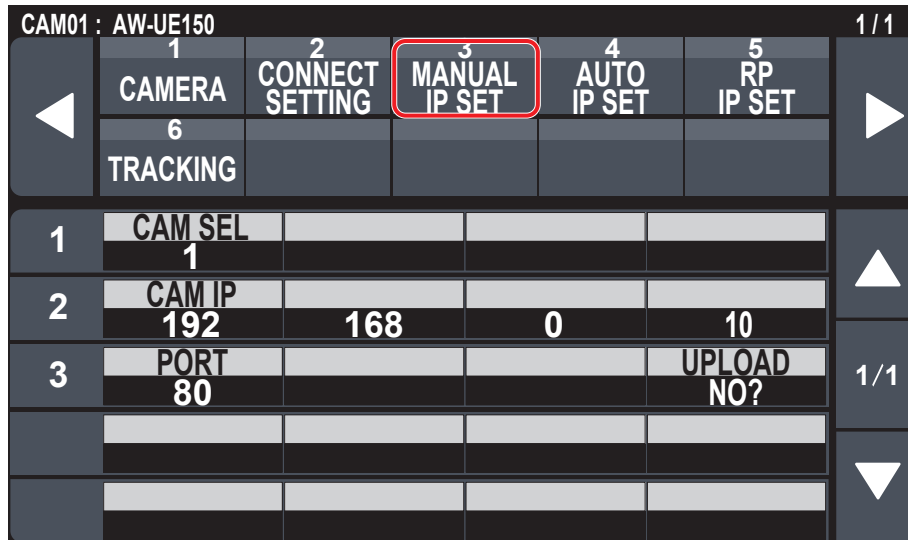 CAM01 : AW-UE150 1 / 1
1 2 3 4 5
CAMERA CONNECT SETTING MANUAL IP SET AUTO IP SET RP IP SET
6
TRACKING
1 CAM SEL
1
2 CAM IP
192 168 0 10
3 PORT UPLOAD
80 NO?
1/1